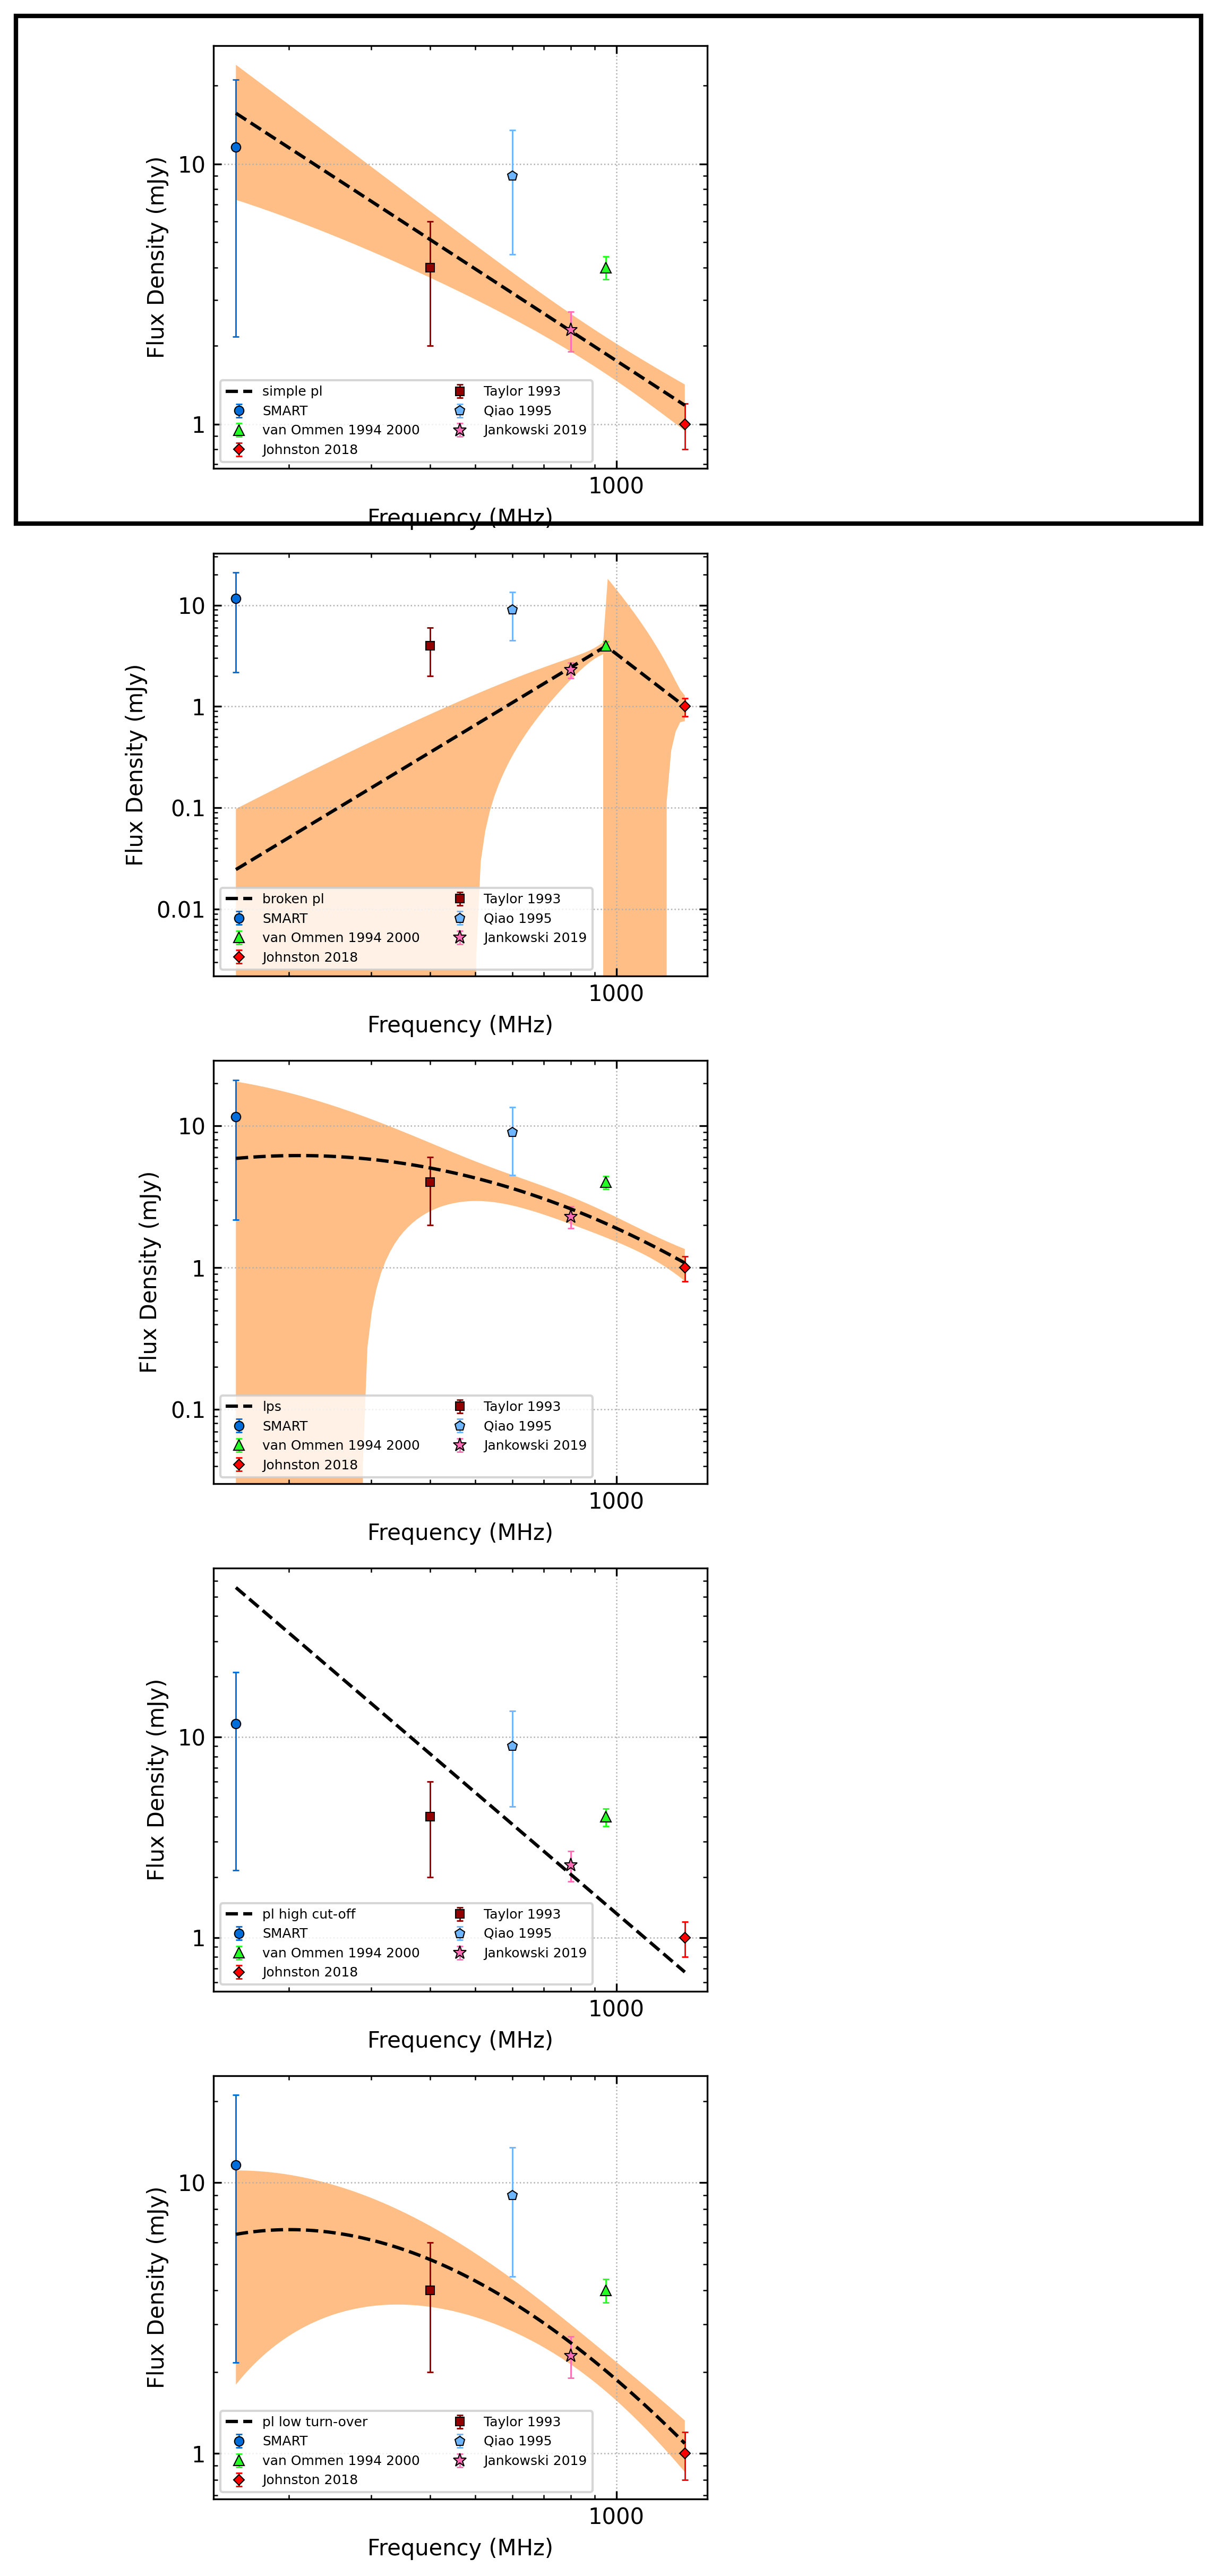 10
1
Flux Density (mJy)
simple pl
SMART
van Ommen 1994 2000
Johnston 2018
Taylor 1993
Qiao 1995
Jankowski 2019
1000
Frequency (MHz)
10
1
0.1
0.01
Flux Density (mJy)
broken pl
SMART
van Ommen 1994 2000
Johnston 2018
Taylor 1993
Qiao 1995
Jankowski 2019
1000
Frequency (MHz)
10
1
0.1
Flux Density (mJy)
lps
SMART
van Ommen 1994 2000
Johnston 2018
Taylor 1993
Qiao 1995
Jankowski 2019
1000
Frequency (MHz)
10
1
Flux Density (mJy)
pl high cut-off
SMART
van Ommen 1994 2000
Johnston 2018
Taylor 1993
Qiao 1995
Jankowski 2019
1000
Frequency (MHz)
10
1
Flux Density (mJy)
pl low turn-over
SMART
van Ommen 1994 2000
Johnston 2018
Taylor 1993
Qiao 1995
Jankowski 2019
1000
Frequency (MHz)